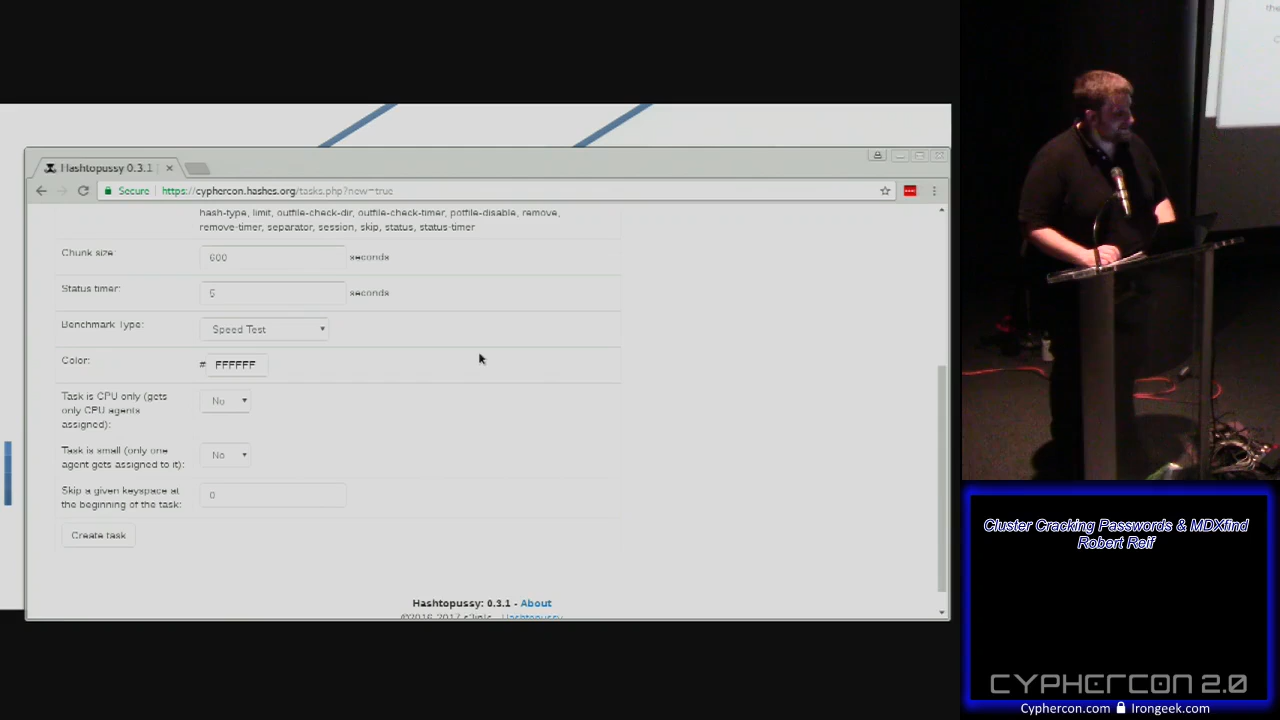 Hashtopussy 0.3.1
Secure
https://cyphercon.hashes.org/tasks.php?new=true
hash-type, limit, outfile-check-dir, outfile-check-timer, potfile-disable, remove,
remove-timer, separator, session, skip, status, status-timer
Chunk size:
600
seconds
Status timer:
5
seconds
Benchmark Type:
Speed Test
Color:
#
FFFFFF
Task is CPU only (gets
only CPU agents
assigned):
No
Task is small (only one
agent gets assigned to it):
No
Skip a given keyspace at
the beginning of the task:
0
Create task
Hashtopussy: 0.3.1 - About
Hashtopussy
Cluster Cracking Passwords & MDXfind
Robert Reif
CYPHERCON 2.0
Cyphercon.com Irongeek.com